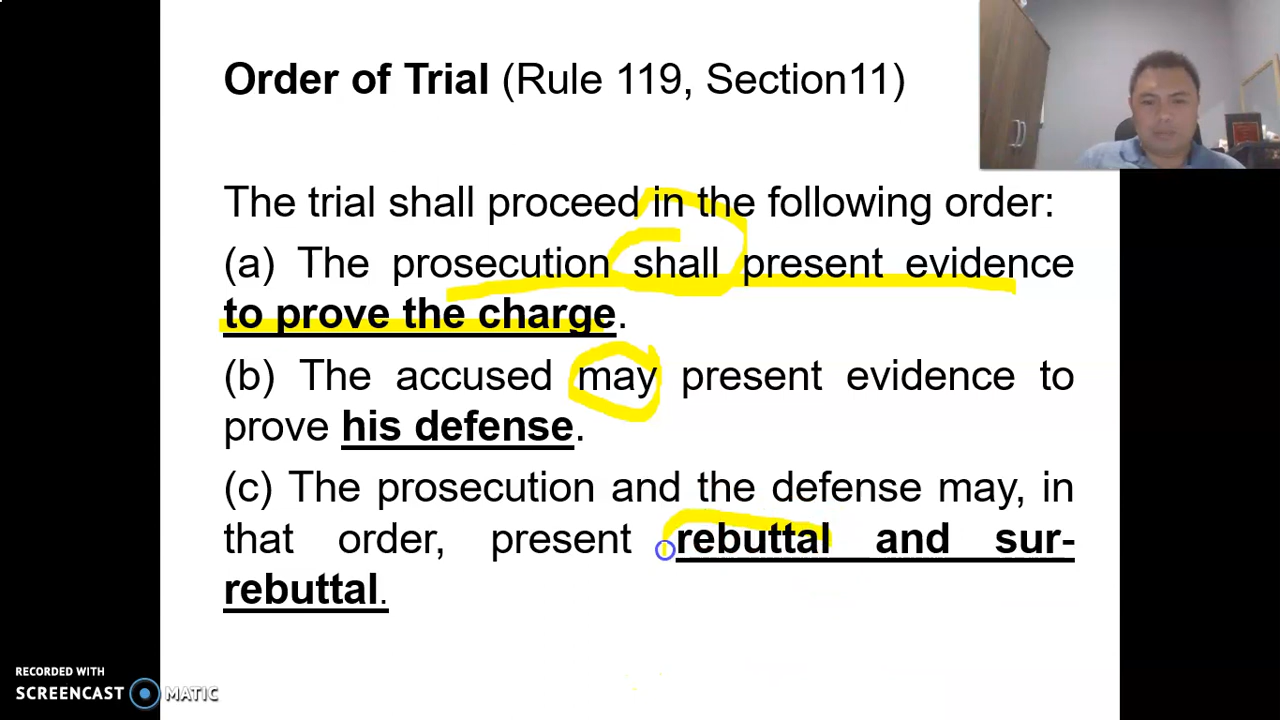 Order of Trial (Rule 119, Section11)
The trial shall proceed in the following order:
(a) The prosecution shall present evidence
to prove the charge.
(b) The accused may present evidence to
prove his defense.
(c) The prosecution and the defense may, in
that order, present rebuttal and sur-
rebuttal.
RECORDED WITH
SCREENCAST MATIC